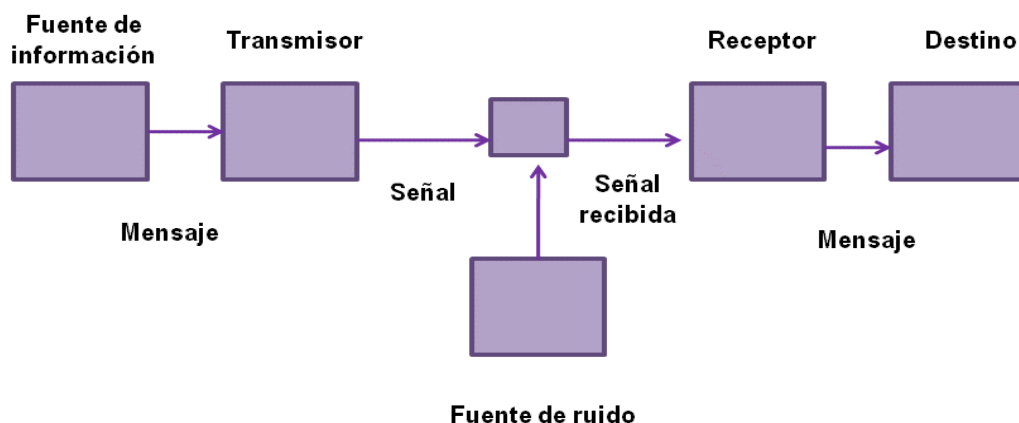 Fuente de
información
Transmisor
Receptor
Destino
Señal
Señal
recibida
Mensaje
Mensaje
Fuente de ruido